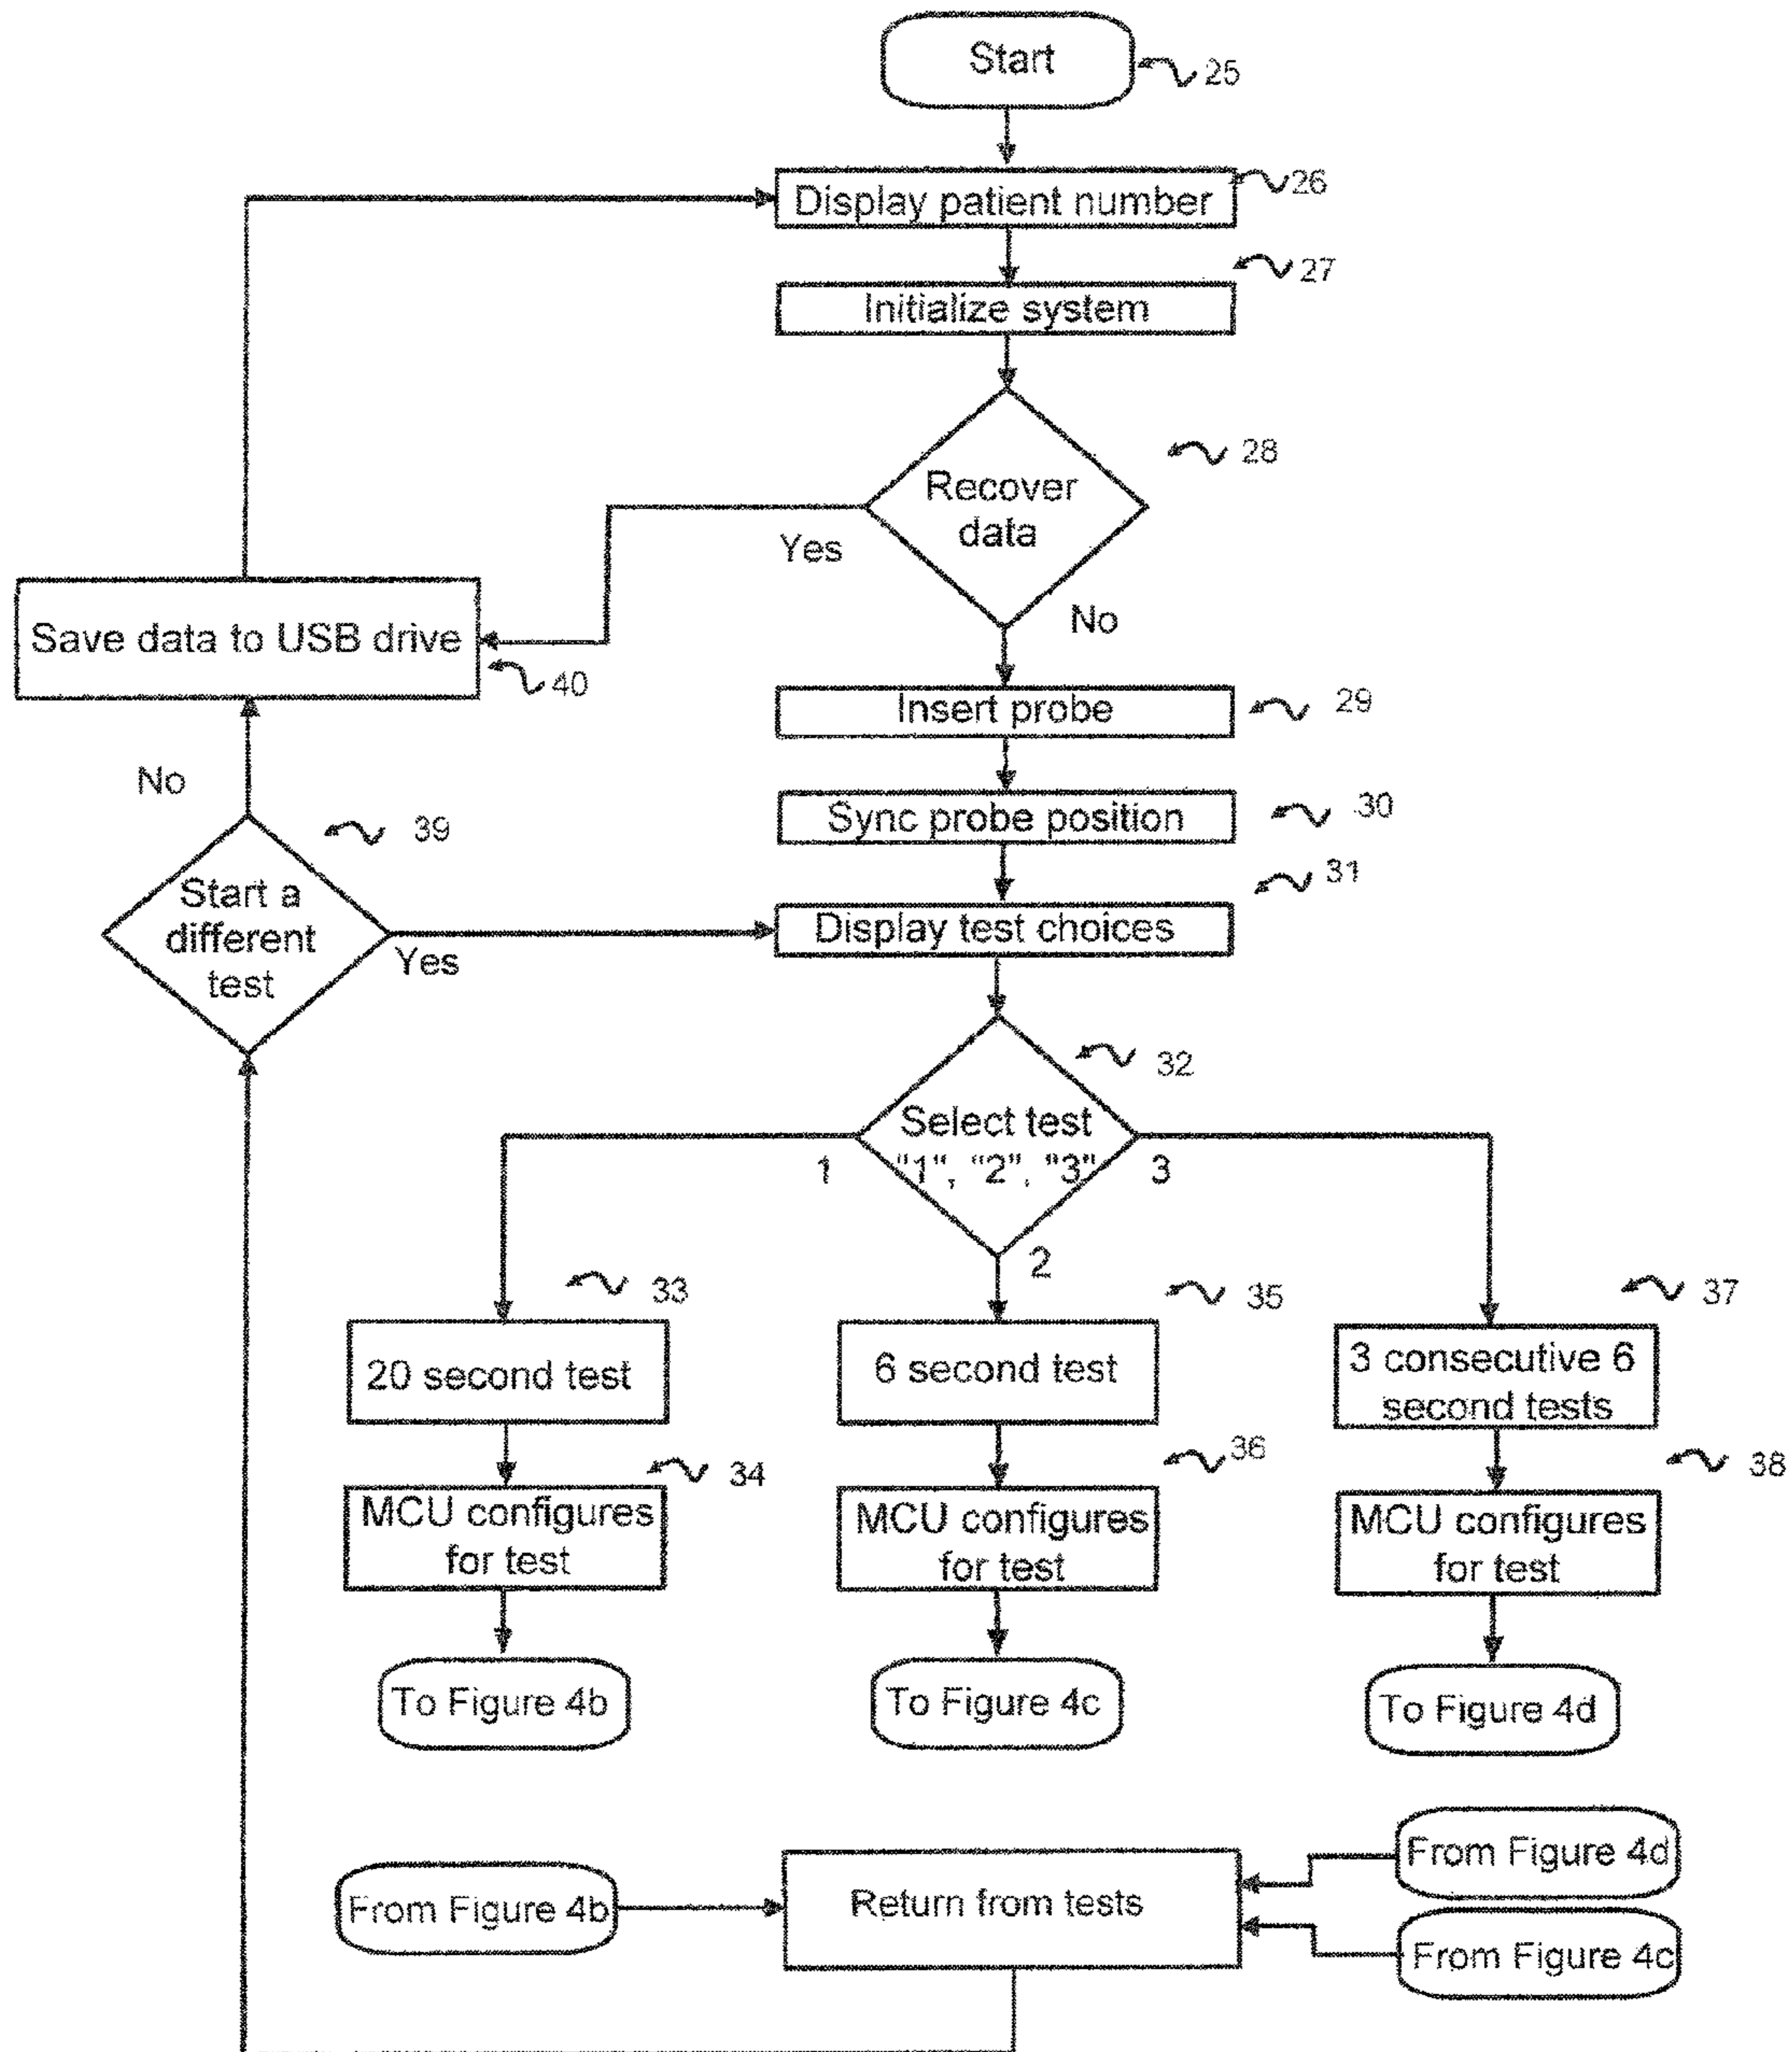 Start
25
Display patient number
26
Initialize system
27
Recover
data
28
Yes
No
Save data to USB drive
40
Insert probe
29
Sync probe position
30
No
39
Start a
different
test
Yes
Display test choices
31
Select test
"1", "2", "3"
32
1
2
3
33
20 second test
35
6 second test
37
3 consecutive 6
second tests
34
MCU configures
for test
36
MCU configures
for test
38
MCU configures
for test
To Figure 4b
To Figure 4c
To Figure 4d
From Figure 4b
Return from tests
From Figure 4d
From Figure 4c